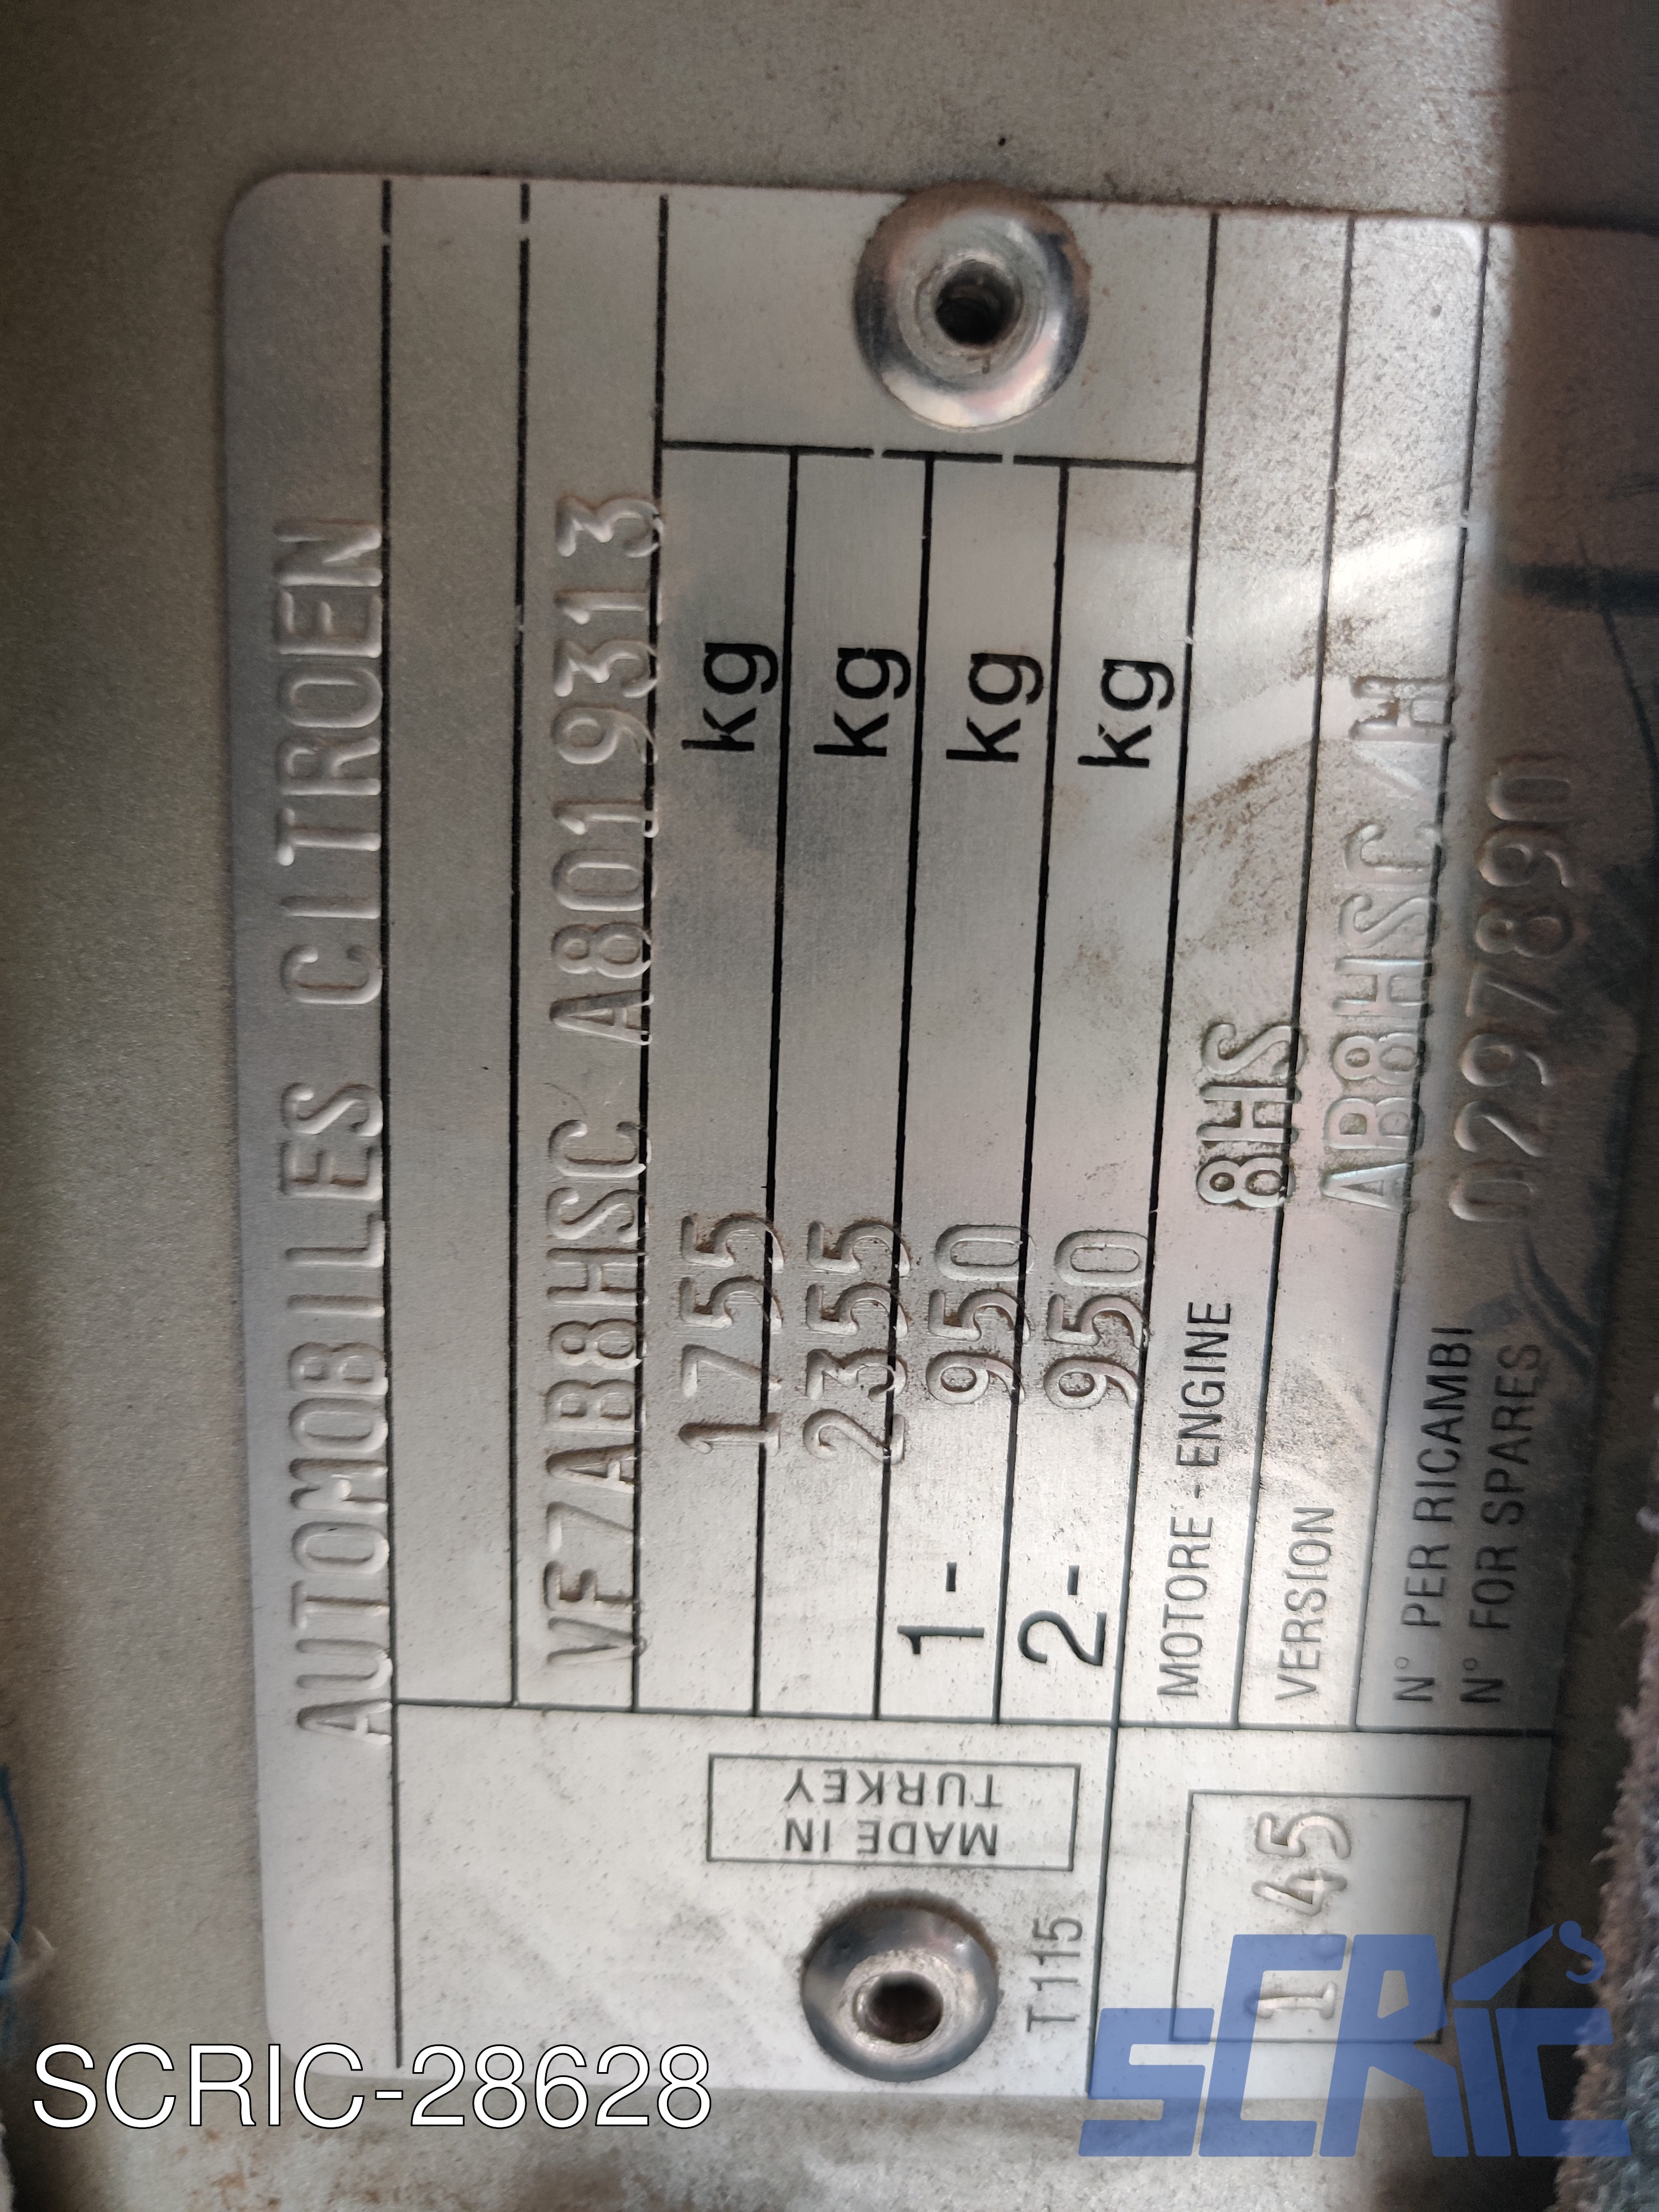 AUTOMOBILES CITROEN
VF7AB8HSC A8019313
1755 kg
2355 kg
1- 950 kg
2- 950 kg
MOTORE - ENGINE 8HS
VERSION AB8HSC /H
N° PER RICAMBI
N° FOR SPARES 0297890
MADE IN
TURKEY
T115
1.45
SCRIC-28628
SCRIC'S